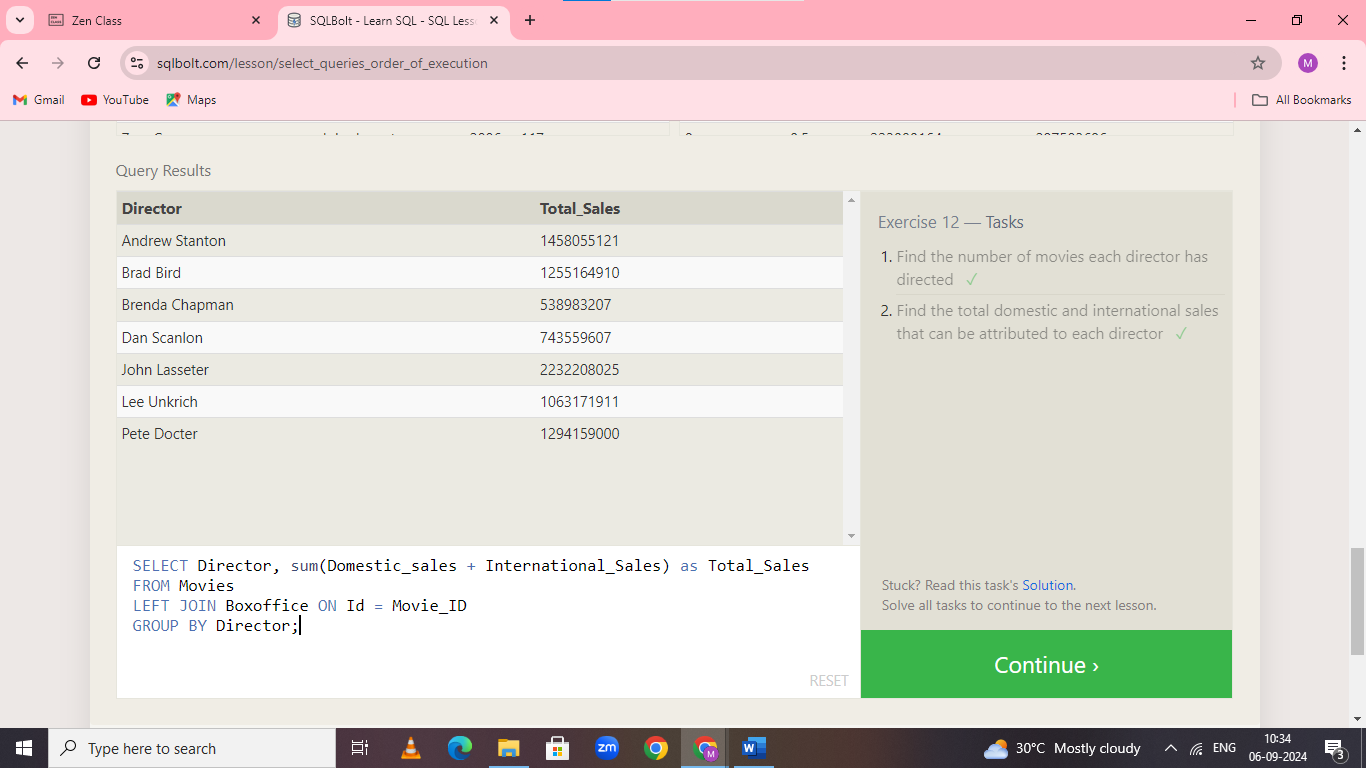 Zen Class
SQLBolt - Learn SQL - SQL Less
sqlbolt.com/lesson/select_queries_order_of_execution
M
Gmail YouTube Maps All Bookmarks
Query Results
Director Total_Sales
Andrew Stanton 1458055121
Brad Bird 1255164910
Brenda Chapman 538983207
Dan Scanlon 743559607
John Lasseter 2232208025
Lee Unkrich 1063171911
Pete Docter 1294159000
Exercise 12 — Tasks
1. Find the number of movies each director has
directed ✓
2. Find the total domestic and international sales
that can be attributed to each director ✓
SELECT Director, sum(Domestic_sales + International_Sales) as Total_Sales
FROM Movies
LEFT JOIN Boxoffice ON Id = Movie_ID
GROUP BY Director;
RESET
Stuck? Read this task's Solution.
Solve all tasks to continue to the next lesson.
Continue ›
Type here to search
zm
M
W
30°C Mostly cloudy
ENG
10:34
06-09-2024
3